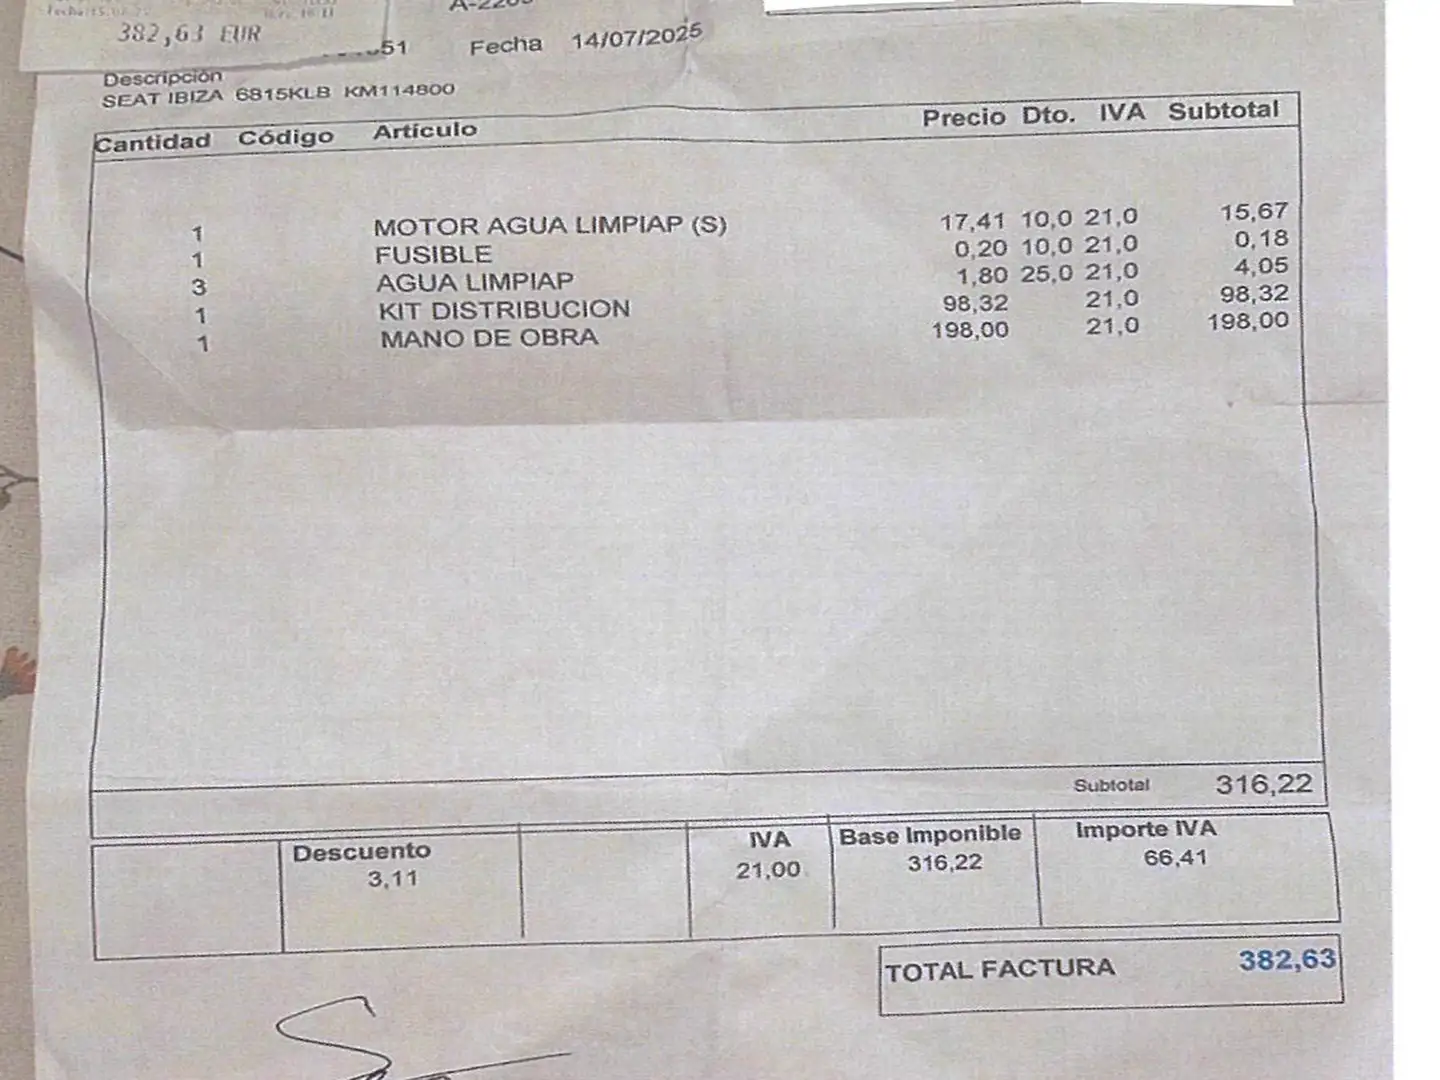 382,63 EUR
51 Fecha 14/07/2025
Descripción
SEAT IBIZA 6815KLB KM114800
Cantidad Código Artículo Precio Dto. IVA Subtotal
1 MOTOR AGUA LIMPIAP (S) 17,41 10,0 21,0 15,67
1 FUSIBLE 0,20 10,0 21,0 0,18
3 AGUA LIMPIAP 1,80 25,0 21,0 4,05
1 KIT DISTRIBUCION 98,32 21,0 98,32
1 MANO DE OBRA 198,00 21,0 198,00
Subtotal 316,22
Descuento IVA Base Imponible Importe IVA
3,11 21,00 316,22 66,41
TOTAL FACTURA 382,63